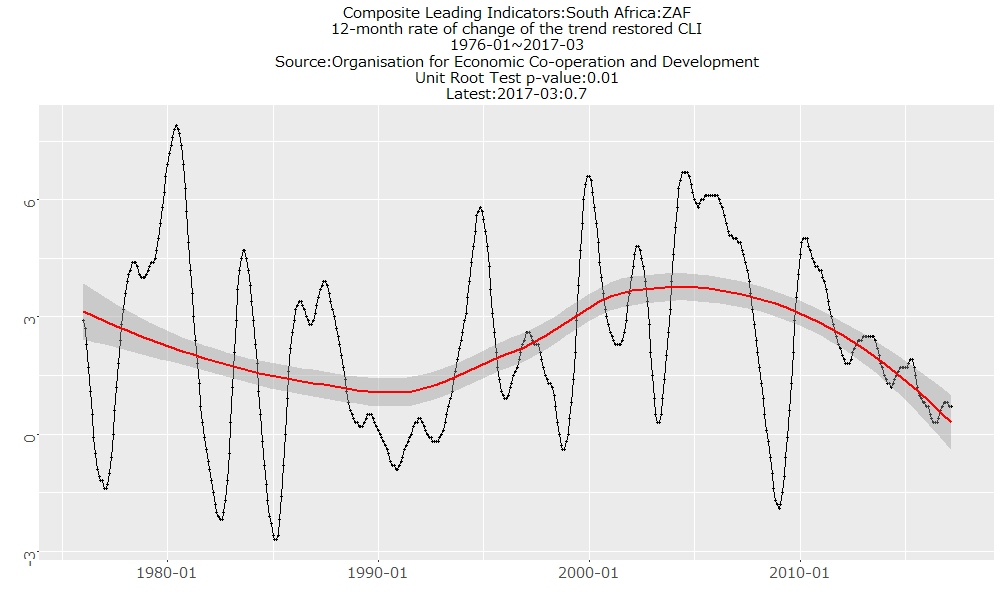 Composite Leading Indicators:South Africa:ZAF
12-month rate of change of the trend restored CLI
1976-01~2017-03
Source:Organisation for Economic Co-operation and Development
Unit Root Test p-value:0.01
Latest:2017-03:0.7
6
3
0
-3
1980-01 1990-01 2000-01 2010-01